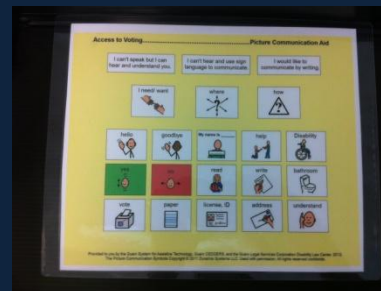 Access to Voting..............................Picture Communication Aid
I can't speak but I can hear and understand you.
I can't hear and use sign language to communicate.
I would like to communicate by writing.
I need/ want
where
how
hello
goodbye
My name is
help
Disability
yes
no
read
write
bathroom
vote
paper
license, ID
address
understand